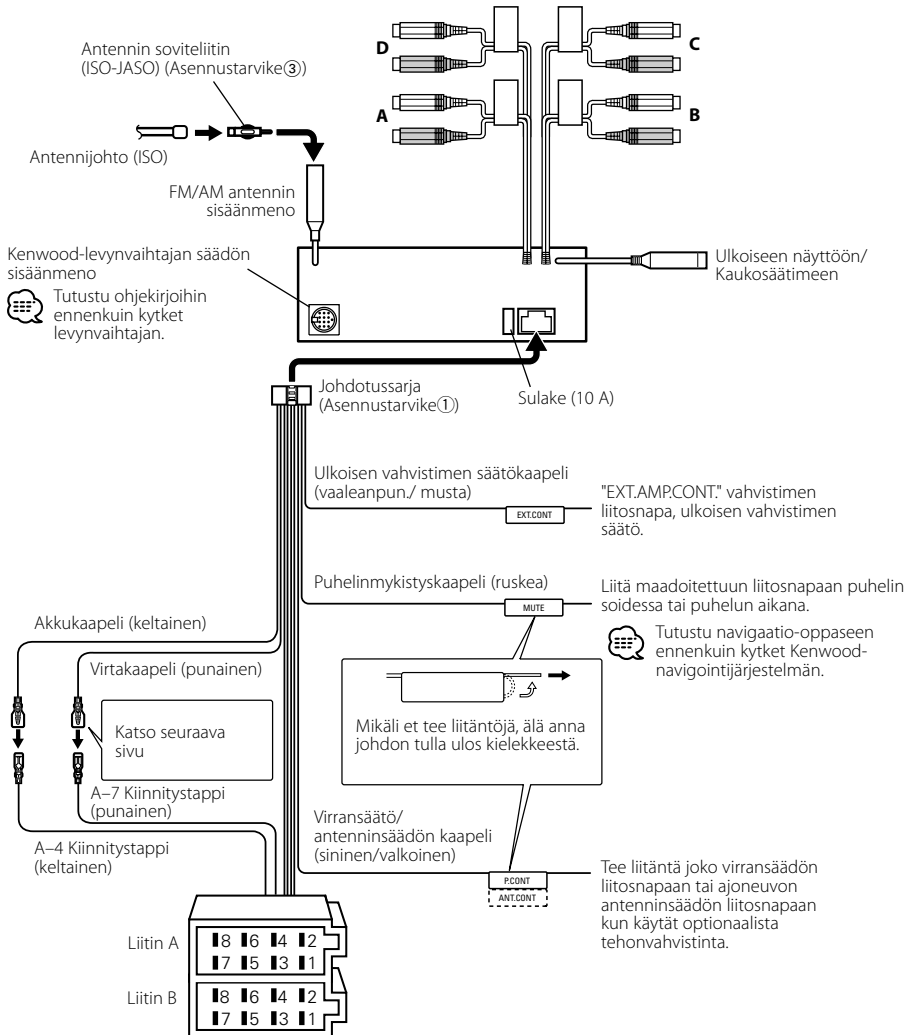 D
C
A
B
Antennin soviteliitin
(ISO-JASO) (Asennustarvike③)
Antennijohto (ISO)
FM/AM antennin
sisäänmeno
Kenwood-levynvaihtajan säädön
sisäänmeno
Tutustu ohjekirjoihin
ennenkuin kytket
levynvaihtajan.
Ulkoiseen näyttöön/
Kaukosäätimeen
Johdotussarja
(Asennustarvike①)
Sulake (10 A)
Ulkoisen vahvistimen säätökaapeli
(vaaleanpun./ musta)
EXT.CONT
"EXT.AMP.CONT." vahvistimen
liitosnapa, ulkoisen vahvistimen
säätö.
Puhelinmykistyskaapeli (ruskea)
MUTE
Liitä maadoitettuun liitosnapaan puhelin
soidessa tai puhelun aikana.
Tutustu navigaatio-oppaseen
ennenkuin kytket Kenwood-
navigointijärjestelmän.
Akkukaapeli (keltainen)
Virtakaapeli (punainen)
Katso seuraava
sivu
Mikäli et tee liitäntöjä, älä anna
johdon tulla ulos kielekkeestä.
A–7 Kiinnitystappi
(punainen)
A–4 Kiinnitystappi
(keltainen)
Virransäätö/
antenninsäädön kaapeli
(sininen/valkoinen)
P.CONT
ANT.CONT
Tee liitäntä joko virransäädön
liitosnapaan tai ajoneuvon
antenninsäädön liitosnapaan
kun käytät optionaalista
tehonvahvistinta.
Liitin A
8 6 4 2
7 5 3 1
Liitin B
8 6 4 2
7 5 3 1